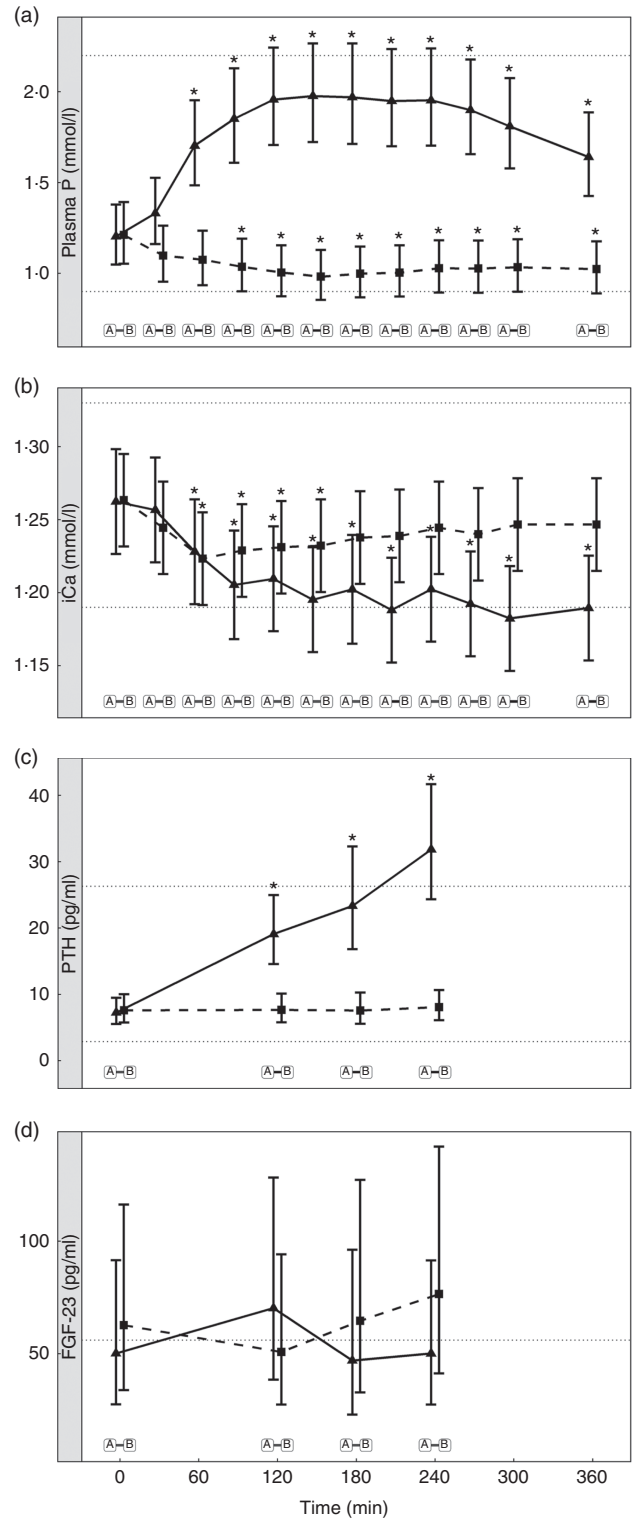 (a)
Plasma P (mmol/l)
2·0
1·5
1·0
* * * * * * * * * *
* * * * * * * * *
A B A B A B A B A B A B A B A B A B A B A B A B
(b)
iCa (mmol/l)
1·30
1·25
1·20
1·15
* * * * * * * * * * * * * *
A B A B A B A B A B A B A B A B A B A B A B A B
(c)
PTH (pg/ml)
40
30
20
10
0
* * *
A B A B A B A B
(d)
FGF-23 (pg/ml)
100
50
A B A B A B A B
0 60 120 180 240 300 360
Time (min)